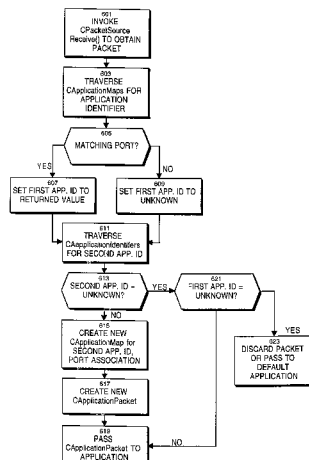 601
INVOKE
CPacketSource
Receive() TO OBTAIN
PACKET
603
TRAVERSE
CApplicationMaps FOR
APPLICATION
IDENTIFIER
605
MATCHING PORT?
YES
NO
607
SET FIRST APP. ID TO
RETURNED VALUE
609
SET FIRST APP. ID TO
UNKNOWN
611
TRAVERSE
CApplicationIdentifers
FOR SECOND APP. ID
613
SECOND APP. ID =
UNKNOWN?
YES
621
FIRST APP. ID =
UNKNOWN?
NO
YES
615
CREATE NEW
CApplicationMap for
SECOND APP. ID,
PORT ASSOCIATION
623
DISCARD PACKET
OR PASS TO
DEFAULT
APPLICATION
617
CREATE NEW
CApplicationPacket
NO
619
PASS
CApplicationPacket TO
APPLICATION